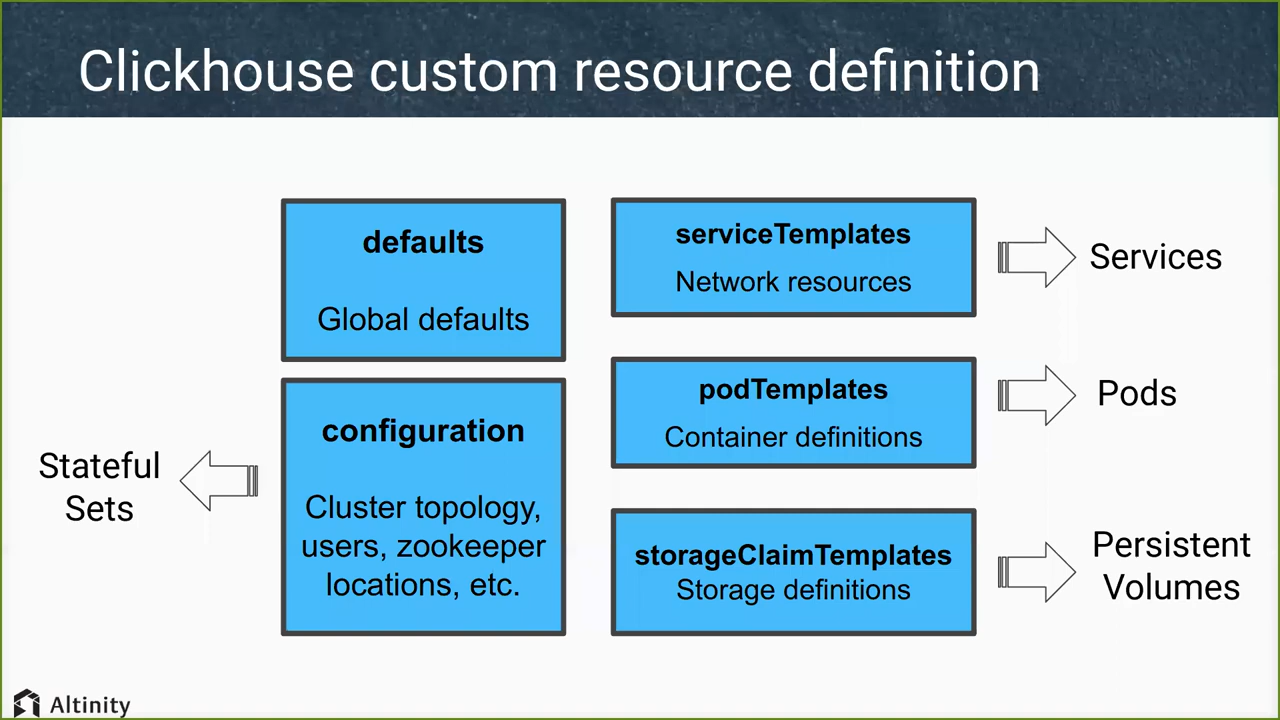 Clickhouse custom resource definition
defaults
Global defaults
configuration
Cluster topology,
users, zookeeper
locations, etc.
Stateful
Sets
serviceTemplates
Network resources
Services
podTemplates
Container definitions
Pods
storageClaimTemplates
Storage definitions
Persistent
Volumes
Altinity